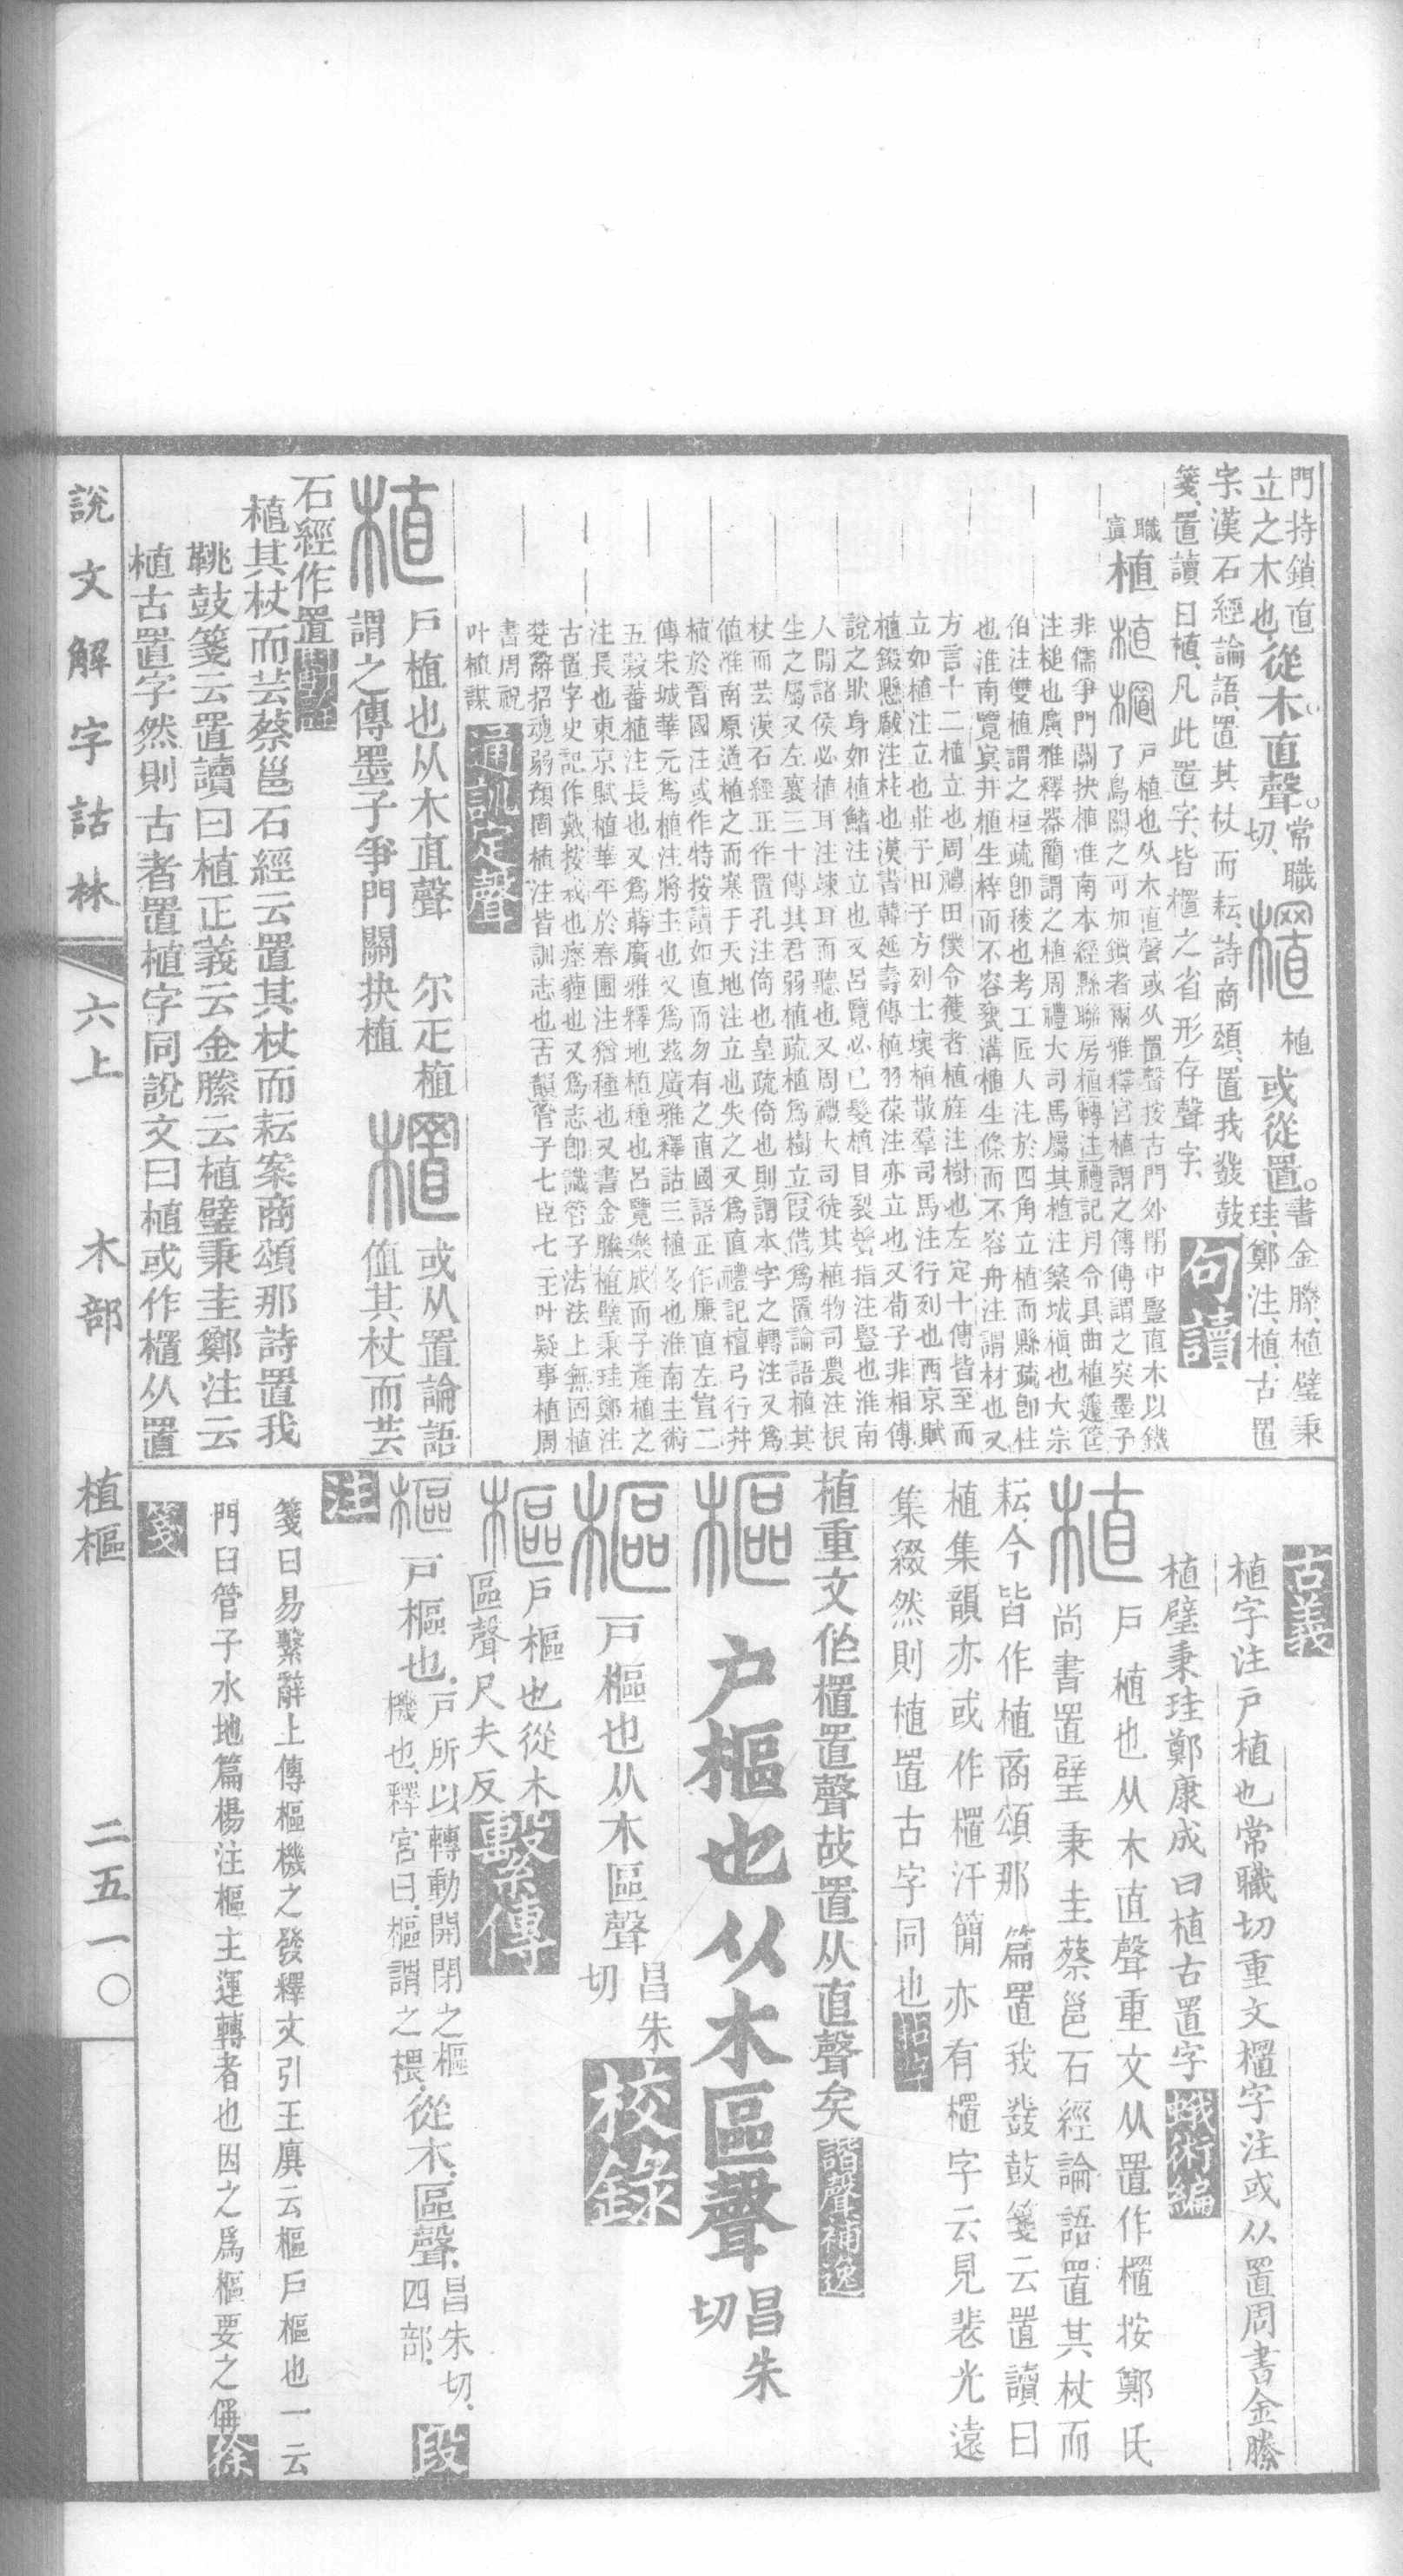 門持鎖直
立之木也從木直聲常職切
植或從置書金縢植璧秉珪鄭注植古置
字漢石經論語置其杖而耘詩商頌置我鼗鼓
箋置讀曰植凡此置字皆櫃之省形存聲字句讀
植
戶植也从木直聲或从置聲按古門外閉中豎直木以鐵
了鳥關之可加鎖者爾雅釋宮植謂之傳傳謂之突墨子
非儒爭門關抉植淮南本經縣聯房植轉注禮記月令具曲植籧筐
注槌也廣雅釋器簡謂之植周禮大司馬屬其植注築城楨也大宗
伯注雙植謂之桓疏卽稜也考工匠人注於四角立植而縣疏卽柱
也淮南覽冥井植生梓而不容甕溝植生條而不容舟注謂材也又
方言十二植立也周禮田僕令獲者植旌注樹也左定十傳皆至而
立如植注立也莊子田子方列士壞植散羣司馬注行列也西京賦
植鍛懸瞂注柱也漢書韓延壽傳植羽葆注亦立也又荀子非相傳
說之狀身如植鰭注立也又呂覽必已髮植目裂鬢指注豎也淮南
人閒諸侯必植耳注竦耳而聽也又周禮大司徒其植物司農注根
生之屬又左襄三十傳其君弱植疏植爲樹立叚借爲置論語植其
杖而芸漢石經正作置孔注倚也皇疏倚也則謂本字之轉注又爲
値淮南原道植之而塞于天地注立也失之又爲直禮記檀弓行幷
植於晉國注或作特按讀如直而勿有之直國語正作廉直左宣二
傳宋城華元爲植注將主也又爲茲廣雅釋詁三植多也淮南主術
五穀蕃植注長也又爲蒔廣雅釋地植種也呂覽樂成而子產植之
注長也東京賦植華平於春圃注猶種也又書金縢植璧秉珪鄭注
古置字史記作戴按㦲也瘞薶也又爲志卽識管子法法上無固植
楚辭招魂弱顏固植注皆訓志也古韻管子七臣七主叶疑事植周
書周祝叶植謀通訓定聲
植戶植也从木直聲尔疋植
謂之傳墨子爭門關抉植櫃或从置論語
値其杖而芸
石經作置
植其杖而芸蔡邕石經云置其杖而耘案商頌那詩置我
鞉鼓箋云置讀曰植正義云金縢云植璧秉圭鄭注云
植古置字然則古者置植字同說文曰植或作櫃从置
說文解字詁林 六上 木部 植樞 二五一〇
古義
植字注戶植也常職切重文櫃字注或从置周書金縢
植璧秉珪鄭康成曰植古置字蛾術編
植戶植也从木直聲重文从置作櫃按鄭氏
尚書置璧秉圭蔡邕石經論語置其杖而
耘今皆作植商頌那篇置我鼗鼓箋云置讀曰
植集韻亦或作櫃汗簡亦有櫃字云見裴光遠
集綴然則植置古字同也拈字
植重文作櫃置聲故置从直聲矣諧聲補逸
樞戶樞也从木區聲昌朱切
樞戶樞也从木區聲昌朱切校錄
樞戶樞也從木
區聲尺夫反繫傳
樞戶樞也戶所以轉動開閉之樞
機也釋宮曰樞謂之椳從木區聲昌朱切四部段
注
箋曰易繫辭上傳樞機之發釋文引王廙云樞戶樞也一云
門臼管子水地篇楊注樞主運轉者也因之爲樞要之偁徐
箋